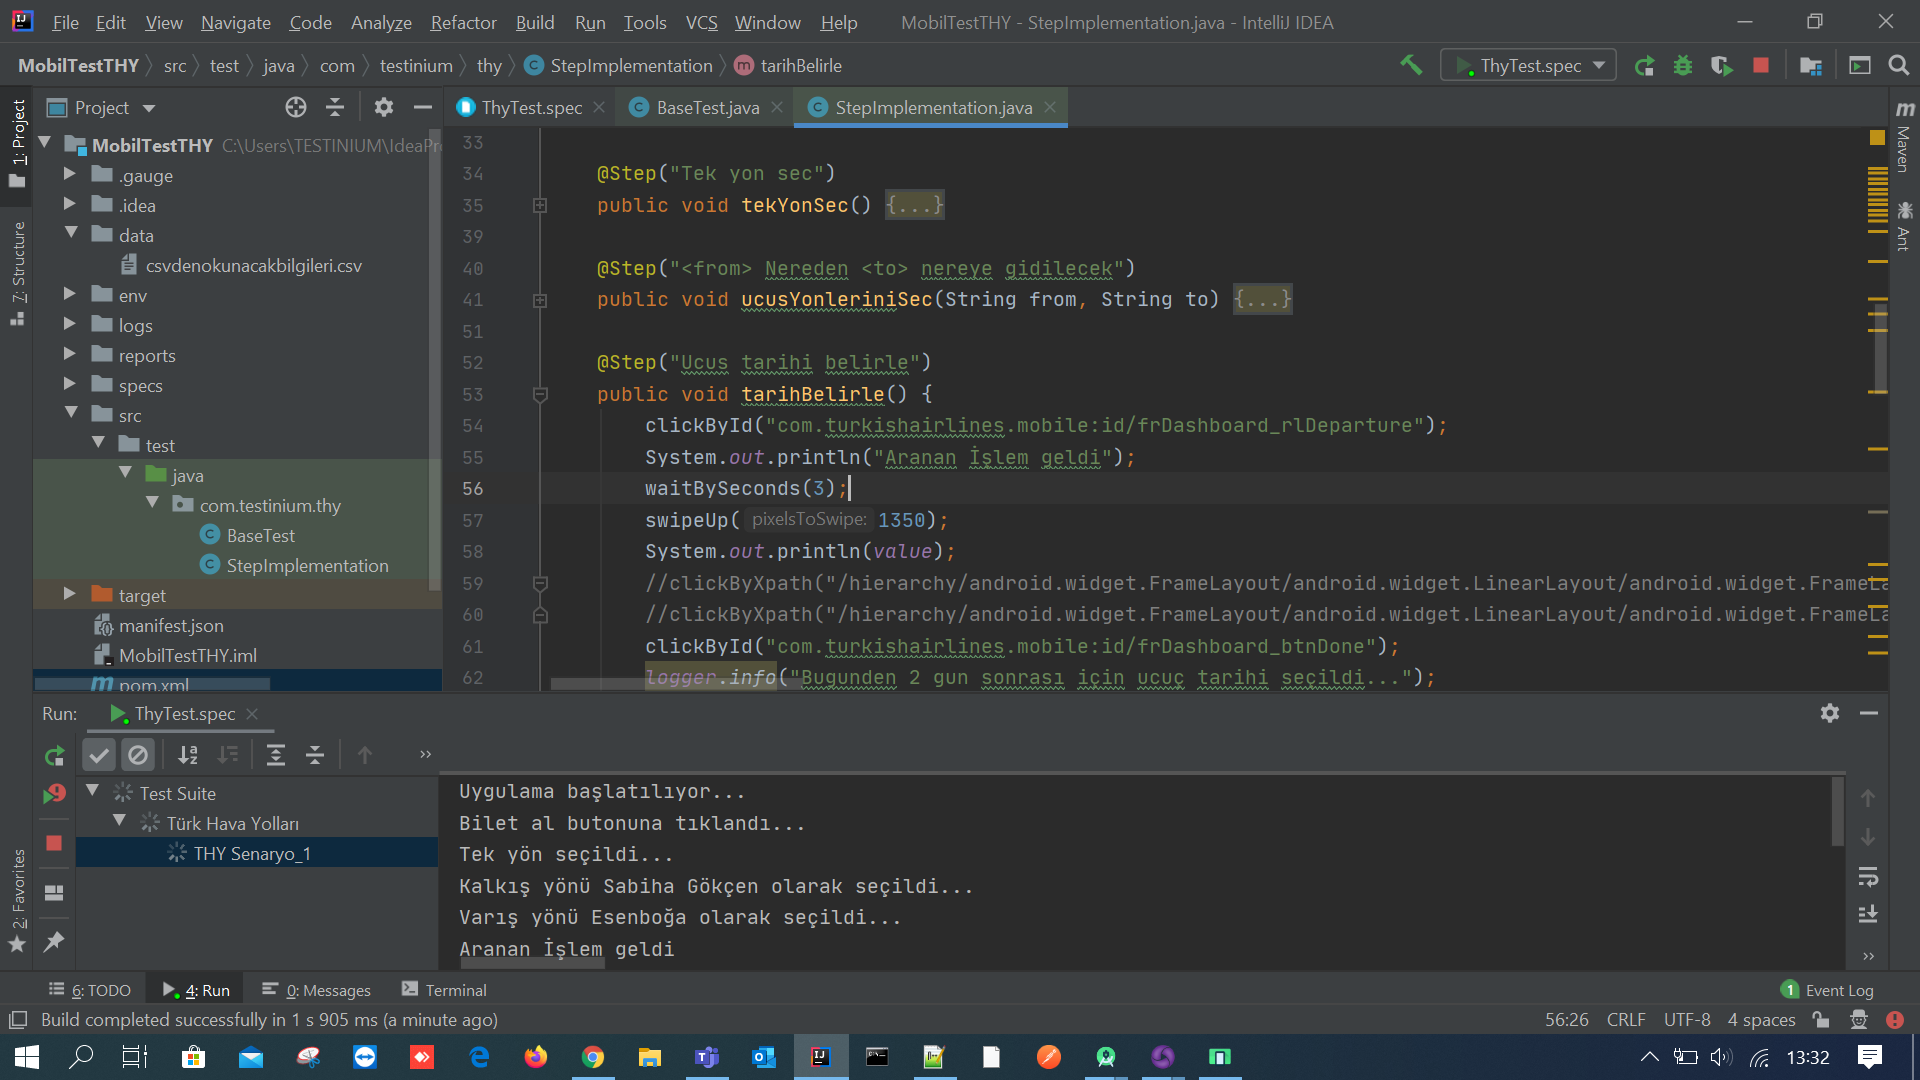 File Edit View Navigate Code Analyze Refactor Build Run Tools VCS Window Help MobilTestTHY - StepImplementation.java - IntelliJ IDEA
MobilTestTHY src test java com testinium thy StepImplementation tarihBelirle ThyTest.spec
Project
ThyTest.spec BaseTest.java StepImplementation.java
1: Project
7: Structure
2: Favorites
Maven
Ant
MobilTestTHY C:\Users\TESTINIUM\IdeaPr
.gauge
.idea
data
csvdenokunacakbilgileri.csv
env
logs
reports
specs
src
test
java
com.testinium.thy
BaseTest
StepImplementation
target
manifest.json
MobilTestTHY.iml
pom.xml
33
34 @Step("Tek yon sec")
35 public void tekYonSec() {...}
39
40 @Step("<from> Nereden <to> nereye gidilecek")
41 public void ucusYonleriniSec(String from, String to) {...}
51
52 @Step("Ucus tarihi belirle")
53 public void tarihBelirle() {
54 clickById("com.turkishairlines.mobile:id/frDashboard_rlDeparture");
55 System.out.println("Aranan İşlem geldi");
56 waitBySeconds(3);
57 swipeUp( pixelsToSwipe: 1350);
58 System.out.println(value);
59 //clickByXpath("/hierarchy/android.widget.FrameLayout/android.widget.LinearLayout/android.widget.FrameLa
60 //clickByXpath("/hierarchy/android.widget.FrameLayout/android.widget.LinearLayout/android.widget.FrameLa
61 clickById("com.turkishairlines.mobile:id/frDashboard_btnDone");
62 logger.info("Bugunden 2 gun sonrası için ucuç tarihi seçildi...");
Run: ThyTest.spec
Test Suite
Türk Hava Yolları
THY Senaryo_1
Uygulama başlatılıyor...
Bilet al butonuna tıklandı...
Tek yön seçildi...
Kalkış yönü Sabiha Gökçen olarak seçildi...
Varış yönü Esenboğa olarak seçildi...
Aranan İşlem geldi
6: TODO 4: Run 0: Messages Terminal 1 Event Log
Build completed successfully in 1 s 905 ms (a minute ago) 56:26 CRLF UTF-8 4 spaces
13:32